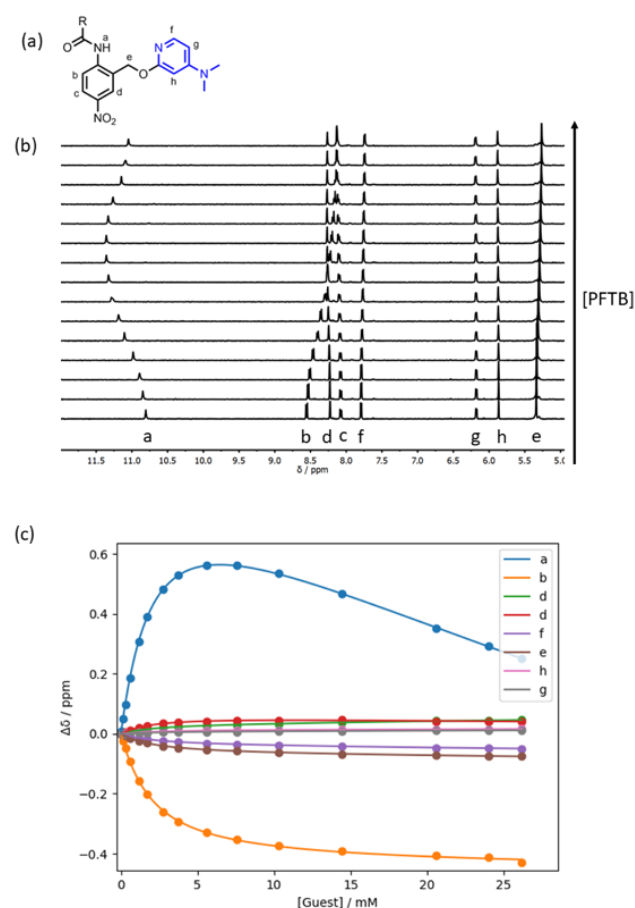 (a)
R
O
NH
a
b
c
d
NO₂
e
O
N
f
g
h
N
(b)
[PFTB]
a b d c f g h e
11.5 11.0 10.5 10.0 9.5 9.0 8.5 8.0 7.5 7.0 6.5 6.0 5.5 5.0
δ / ppm
(c)
0.6
0.4
0.2
0.0
−0.2
−0.4
Δδ / ppm
a
b
d
d
f
e
h
g
0 5 10 15 20 25
[Guest] / mM